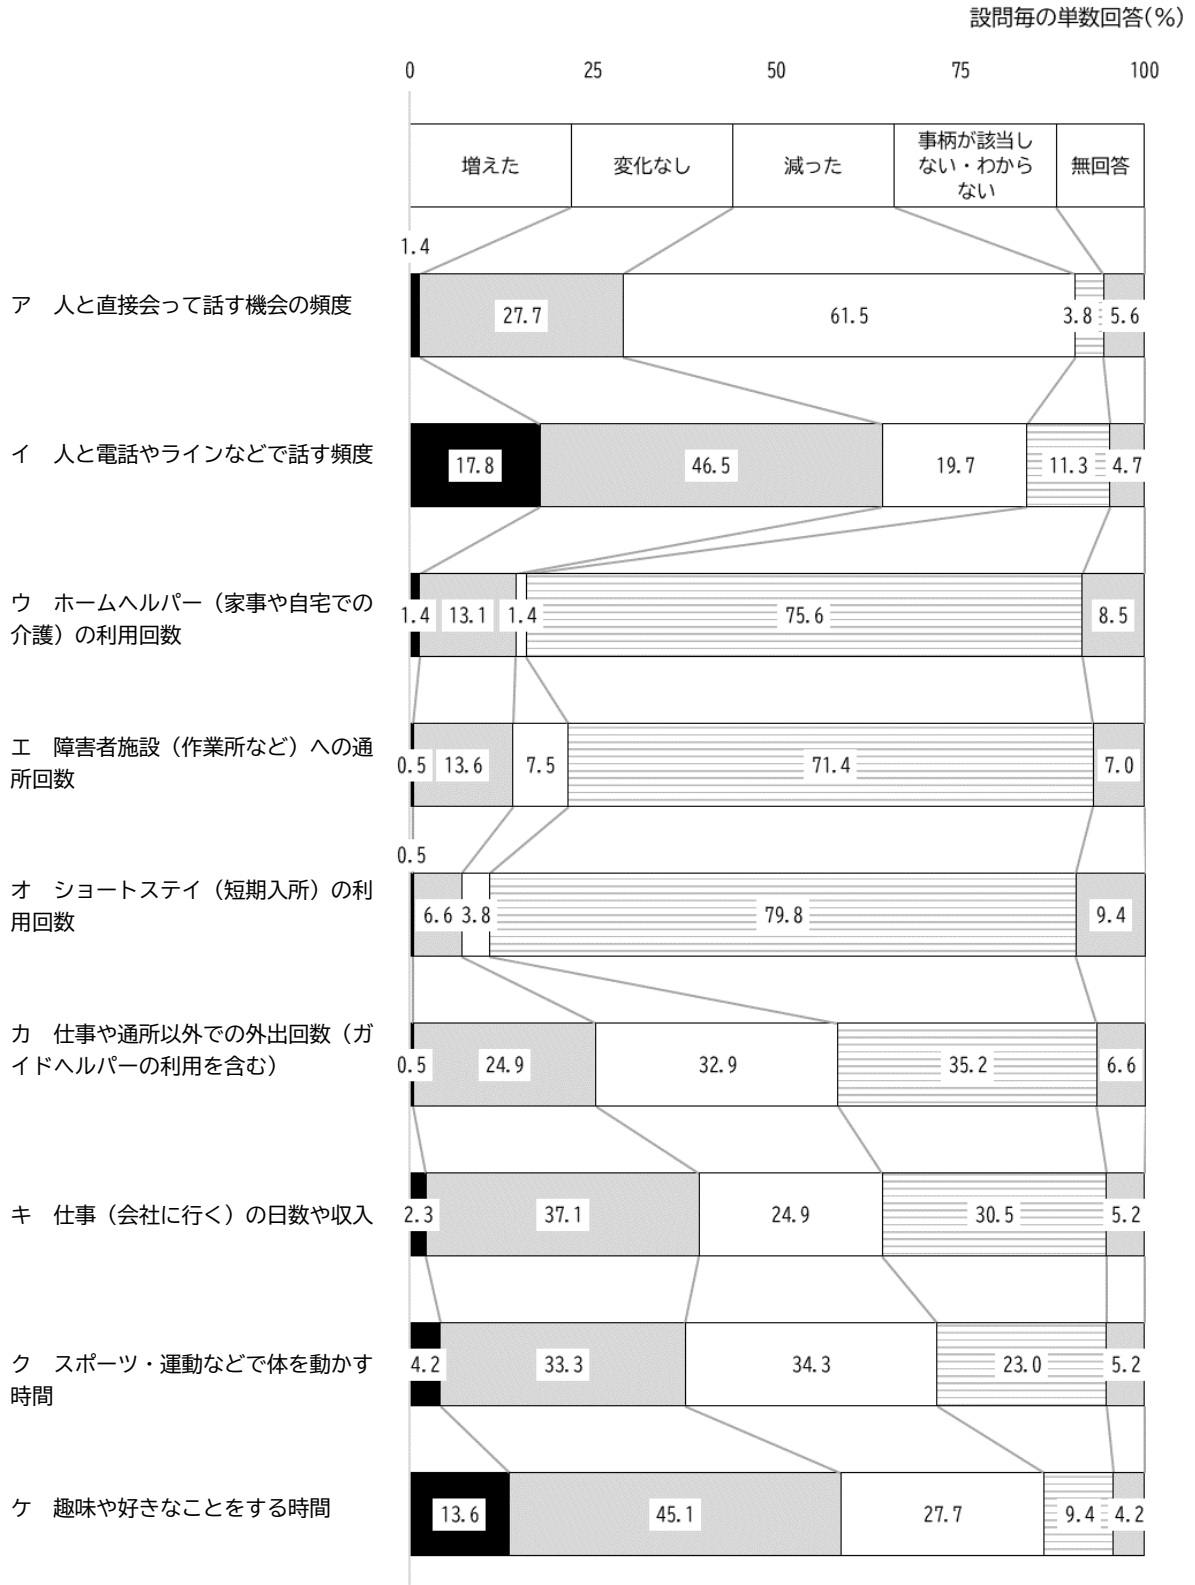 設問毎の単数回答(%)
0 25 50 75 100
増えた 変化なし 減った 事柄が該当し
ない・わから
ない 無回答
1.4
ア 人と直接会って話す機会の頻度 27.7 61.5 3.8 5.6
イ 人と電話やラインなどで話す頻度 17.8 46.5 19.7 11.3 4.7
ウ ホームヘルパー（家事や自宅での
介護）の利用回数 1.4 13.1 1.4 75.6 8.5
エ 障害者施設（作業所など）への通
所回数 0.5 13.6 7.5 71.4 7.0
0.5
オ ショートステイ（短期入所）の利
用回数 6.6 3.8 79.8 9.4
カ 仕事や通所以外での外出回数（ガ
イドヘルパーの利用を含む） 0.5 24.9 32.9 35.2 6.6
キ 仕事（会社に行く）の日数や収入 2.3 37.1 24.9 30.5 5.2
ク スポーツ・運動などで体を動かす
時間 4.2 33.3 34.3 23.0 5.2
ケ 趣味や好きなことをする時間 13.6 45.1 27.7 9.4 4.2